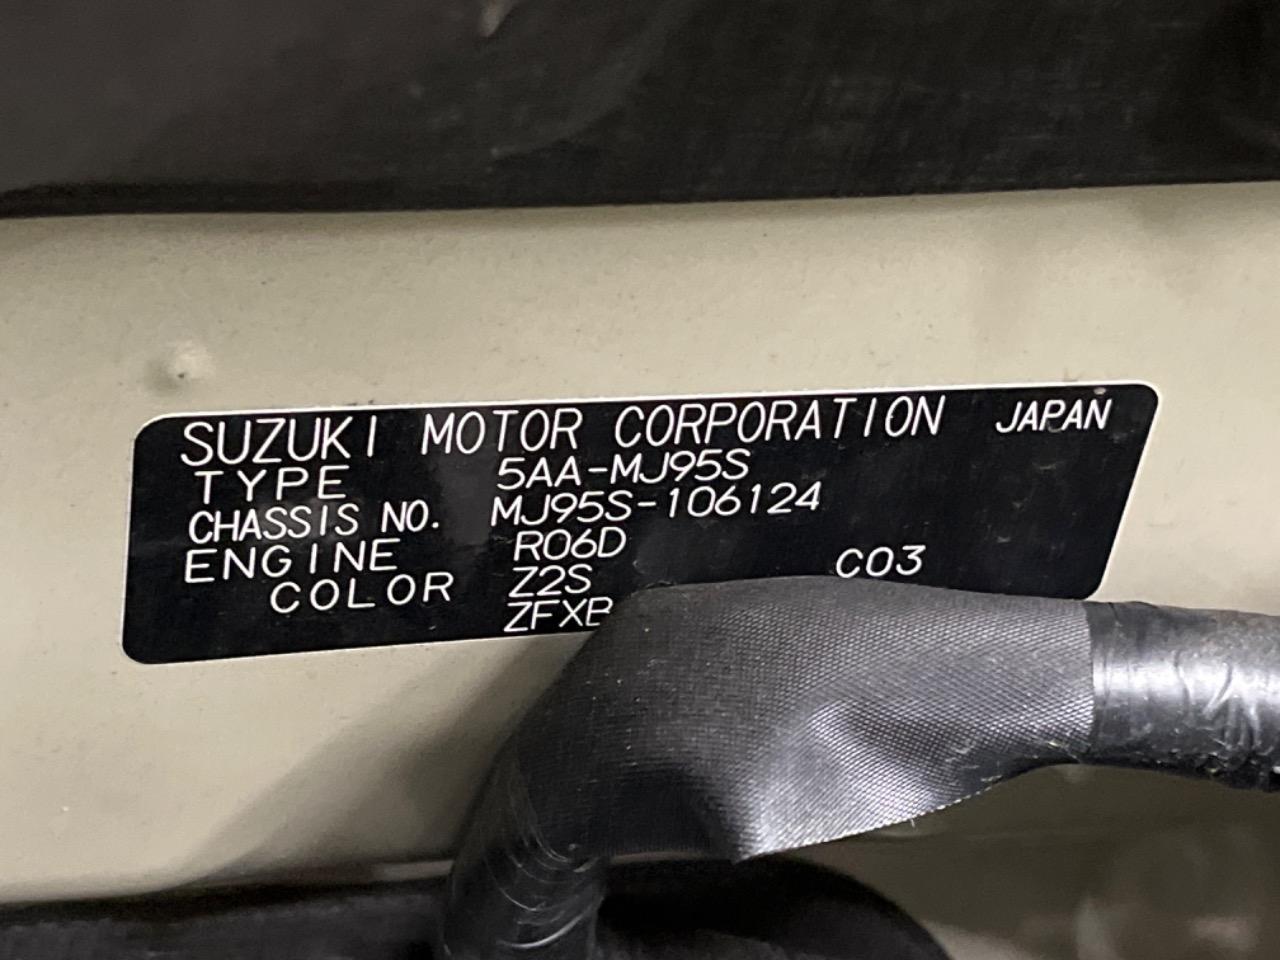 SUZUKI MOTOR CORPORATION JAPAN
TYPE 5AA-MJ95S
CHASSIS NO. MJ95S-106124
ENGINE R06D
COLOR Z2S C03
ZFXB